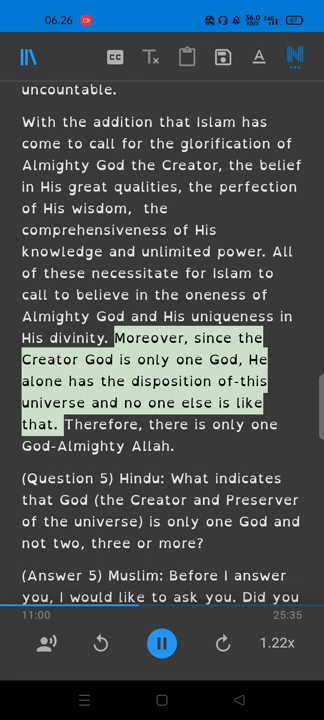 06.26
36.0
KB/s
4G
67
CC
T
A
N
uncountable.
With the addition that Islam has
come to call for the glorification of
Almighty God the Creator, the belief
in His great qualities, the perfection
of His wisdom, the
comprehensiveness of His
knowledge and unlimited power. All
of these necessitate for Islam to
call to believe in the oneness of
Almighty God and His uniqueness in
His divinity. Moreover, since the
Creator God is only one God, He
alone has the disposition of-this
universe and no one else is like
that. Therefore, there is only one
God-Almighty Allah.
(Question 5) Hindu: What indicates
that God (the Creator and Preserver
of the universe) is only one God and
not two, three or more?
(Answer 5) Muslim: Before I answer
you, I would like to ask you. Did you
11:00
25:35
1.22x